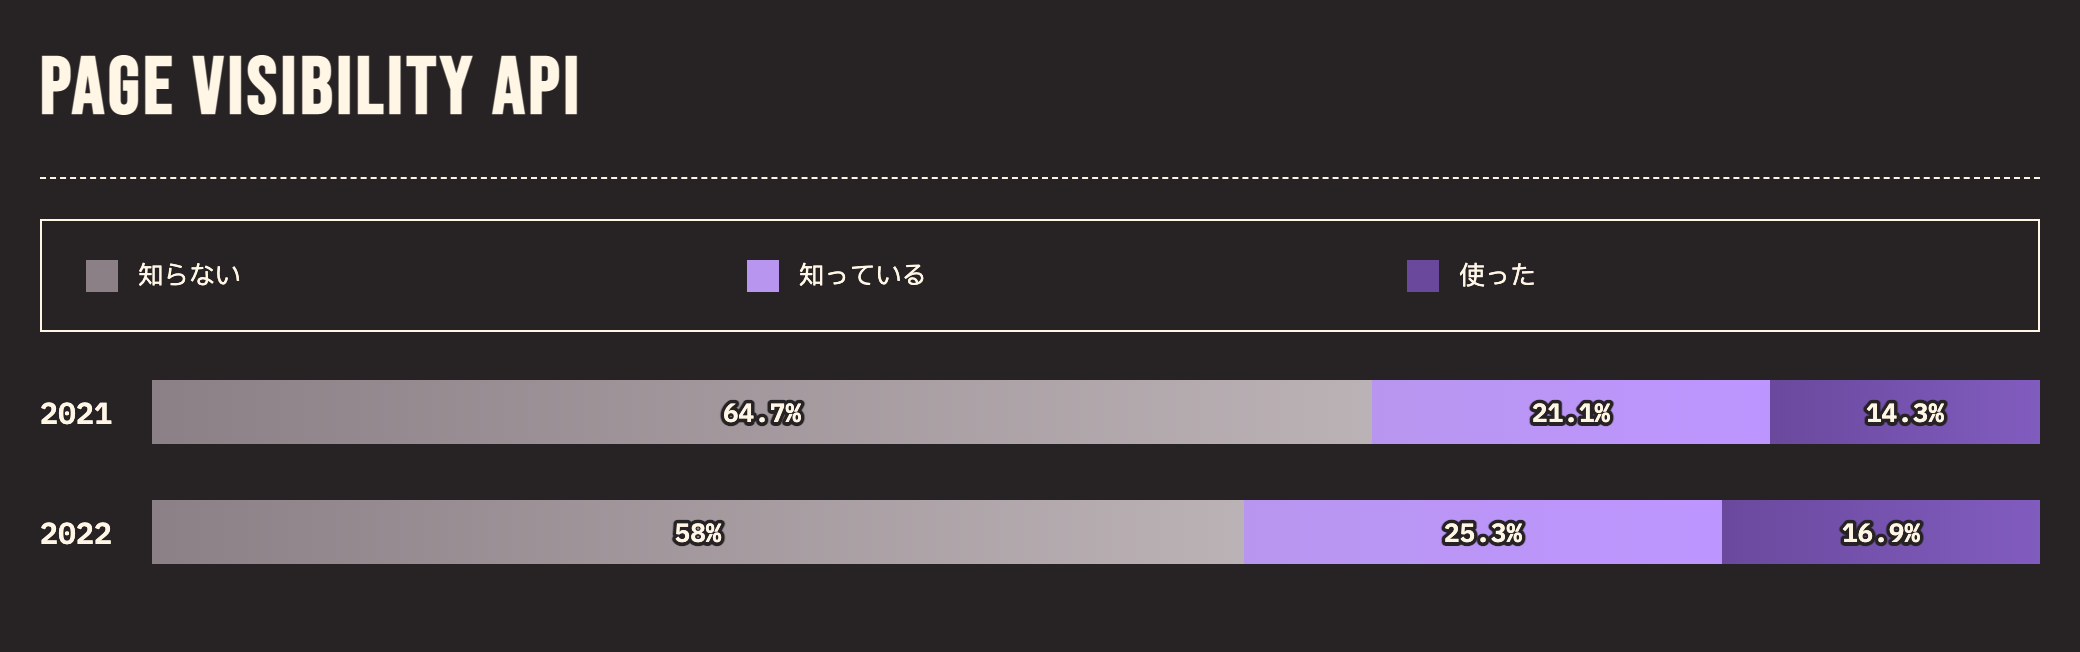 PAGE VISIBILITY API
知らない 知っている 使った
2021 64.7% 21.1% 14.3%
2022 58% 25.3% 16.9%